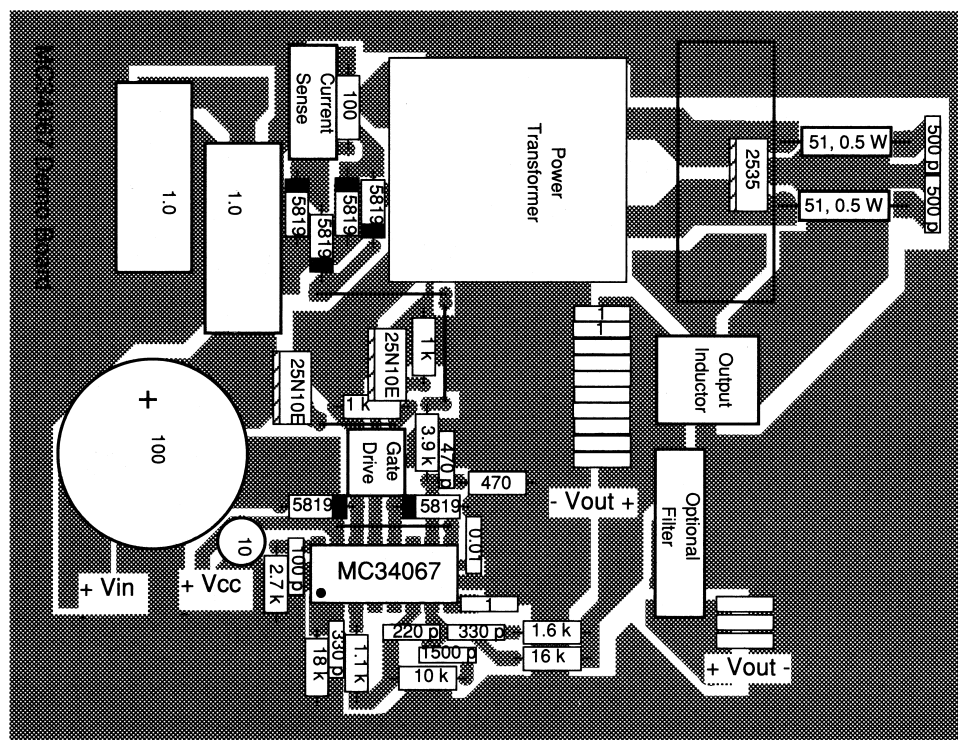 MC34067 Demo Board
1.0
1.0
Current
Sense
100
5819
5819
5819
5819
Power
Transformer
2535
51, 0.5 W
51, 0.5 W
500 p
500 p
25N10E
25N10E
1 k
1 k
1
1
Output
Inductor
+
100
Gate
Drive
3.9 k
470 p
470
5819
5819
- Vout +
Optional
Filter
10
100 p
2.7 k
MC34067
0.01
+ Vin
+ Vcc
1
220 p
330 p
1.6 k
18 k
330 p
1.1 k
1500 p
16 k
10 k
+ Vout -